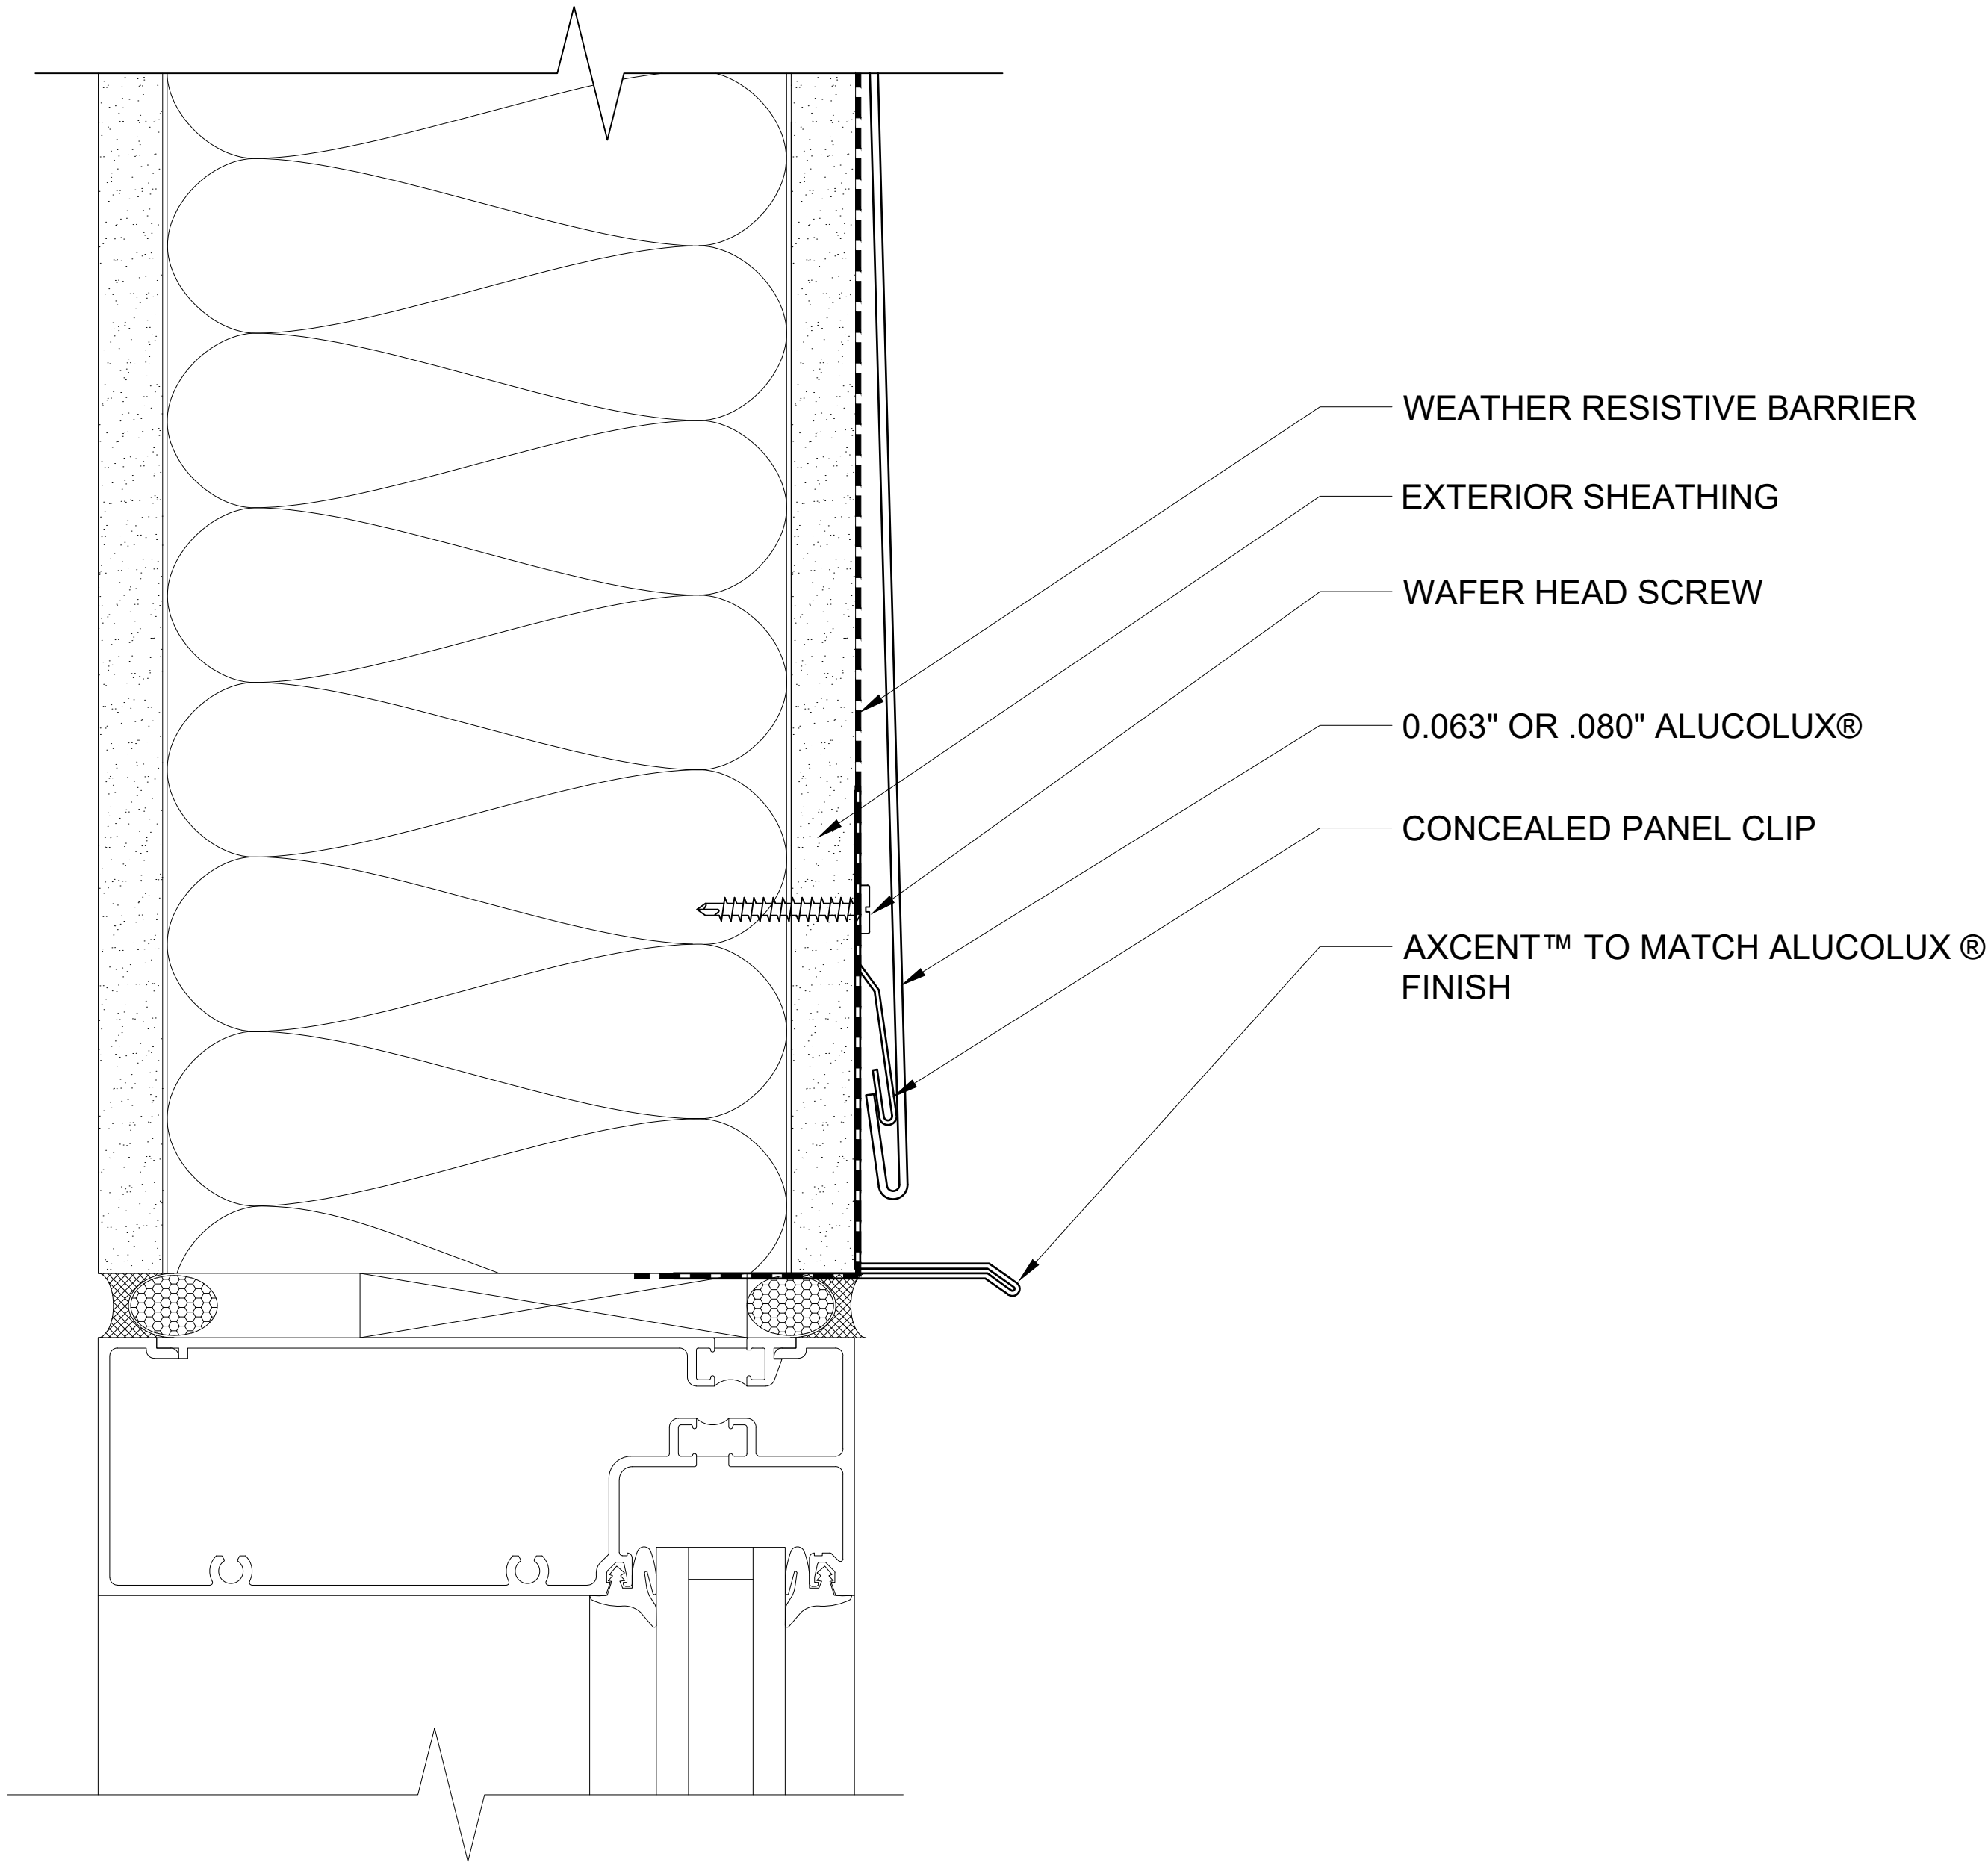 WEATHER RESISTIVE BARRIER
EXTERIOR SHEATHING
WAFER HEAD SCREW
0.063" OR .080" ALUCOLUX®
CONCEALED PANEL CLIP
AXCENT™ TO MATCH ALUCOLUX ®
FINISH